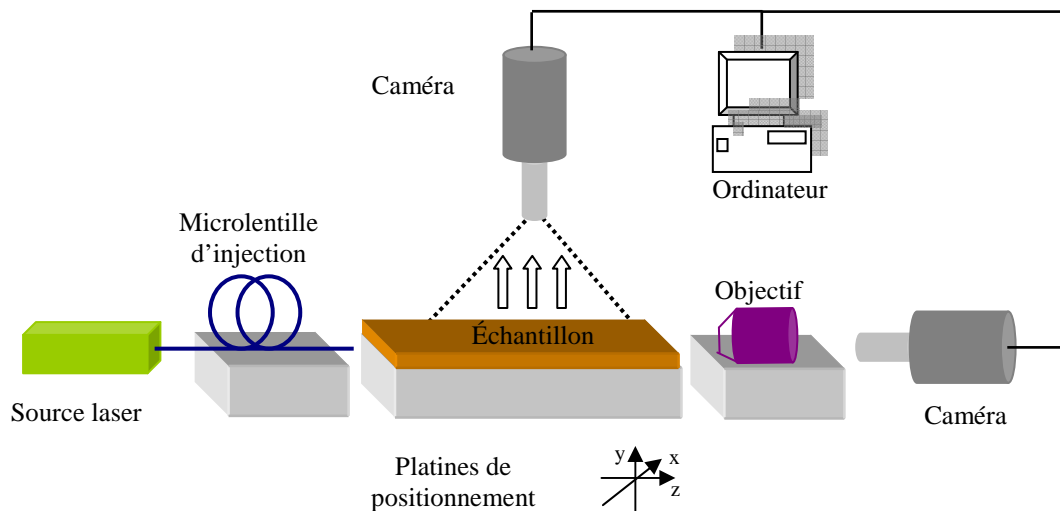 Caméra
Ordinateur
Microlentille
d’injection
Objectif
Échantillon
Source laser
Caméra
Platines de
positionnement
y
x
z